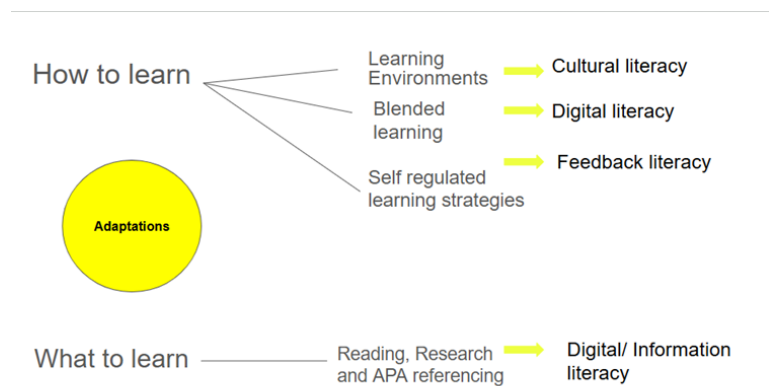 How to learn
Learning
Environments
Cultural literacy
Blended
learning
Digital literacy
Feedback literacy
Self regulated
learning strategies
Adaptations
What to learn
Reading, Research
and APA referencing
Digital/ Information
literacy